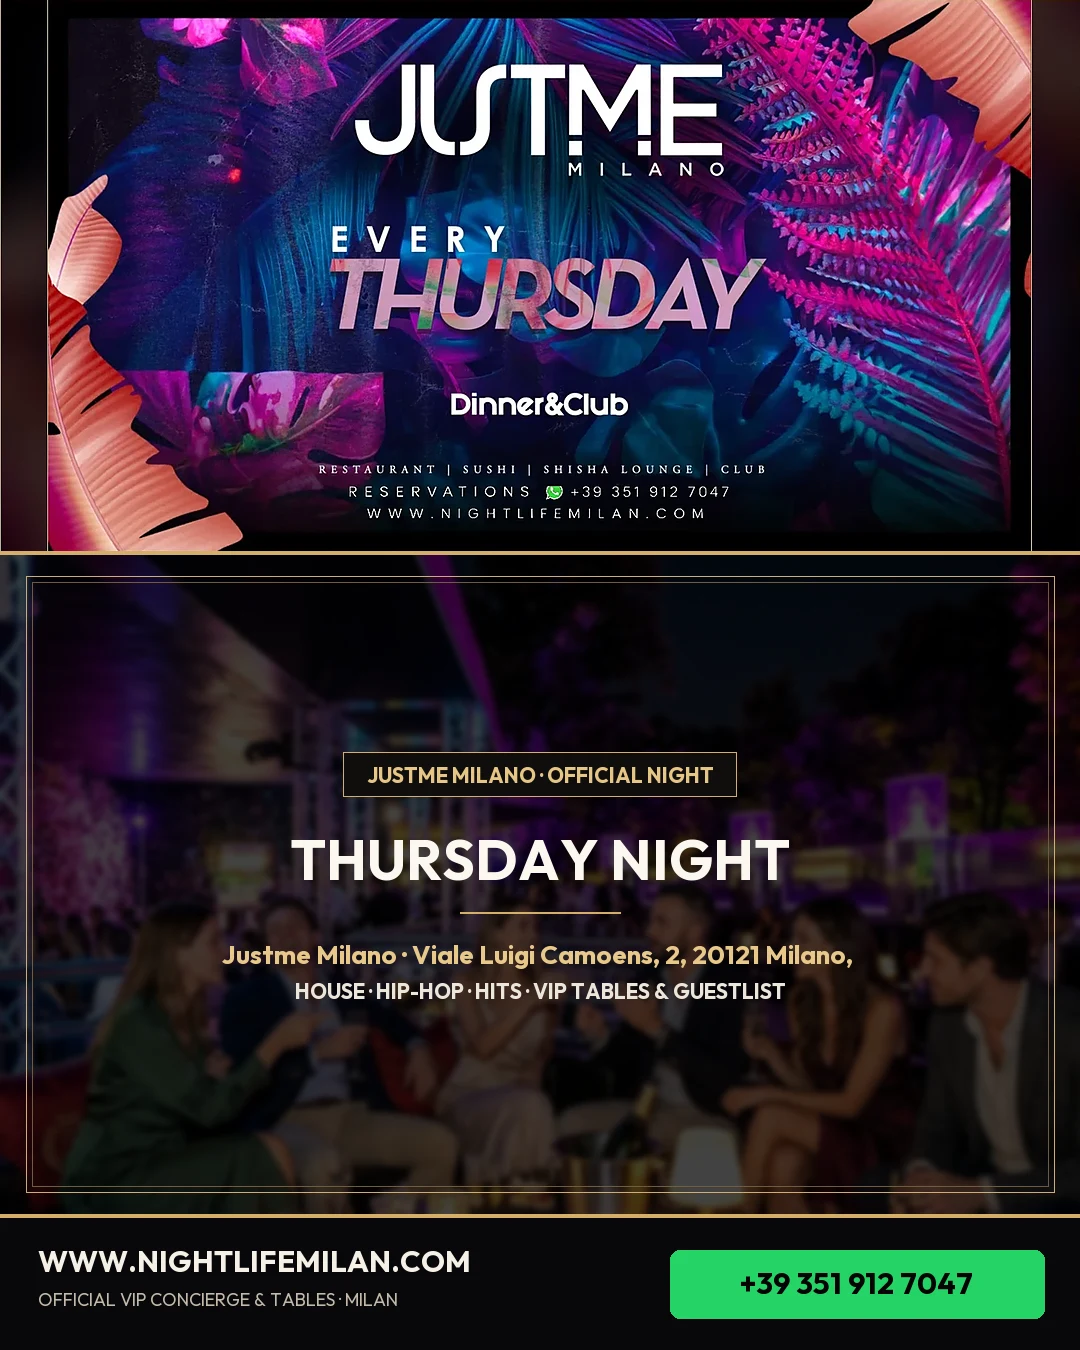 JUSTME
MILANO
EVERY
THURSDAY
Dinner&Club
RESTAURANT | SUSHI | SHISHA LOUNGE | CLUB
RESERVATIONS +39 351 912 7047
WWW.NIGHTLIFEMILAN.COM
JUSTME MILANO · OFFICIAL NIGHT
THURSDAY NIGHT
Justme Milano · Viale Luigi Camoens, 2, 20121 Milano,
HOUSE · HIP-HOP · HITS · VIP TABLES & GUESTLIST
WWW.NIGHTLIFEMILAN.COM
OFFICIAL VIP CONCIERGE & TABLES · MILAN
+39 351 912 7047